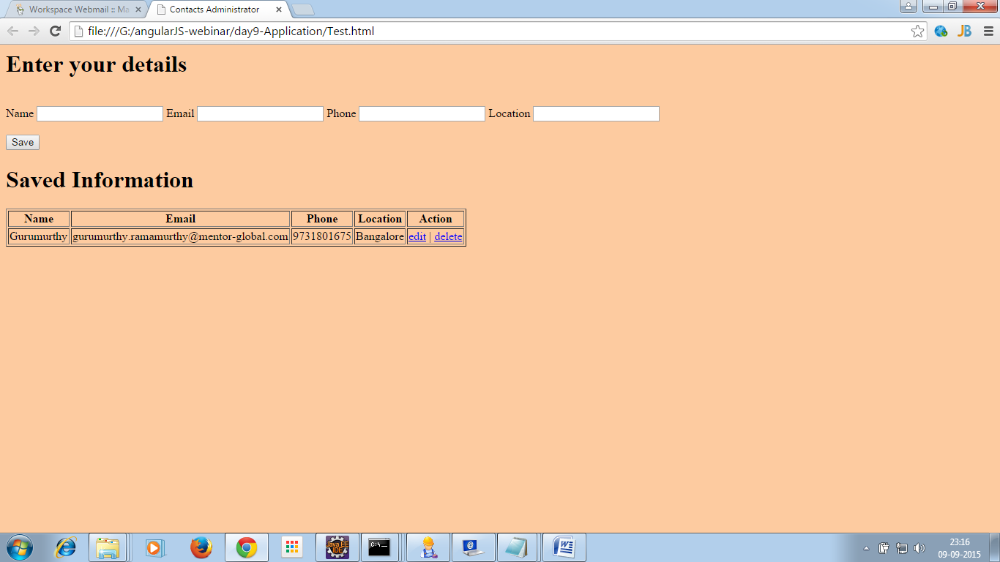 Workspace Webmail :: Ma
Contacts Administrator
file:///G:/angularJS-webinar/day9-Application/Test.html
JB
Enter your details
Name Email Phone Location
Save
Saved Information
Name Email Phone Location Action
Gurumurthy gurumurthy.ramamurthy@mentor-global.com 9731801675 Bangalore edit | delete
Java EE
IDE
C:\
@
W
23:16
09-09-2015